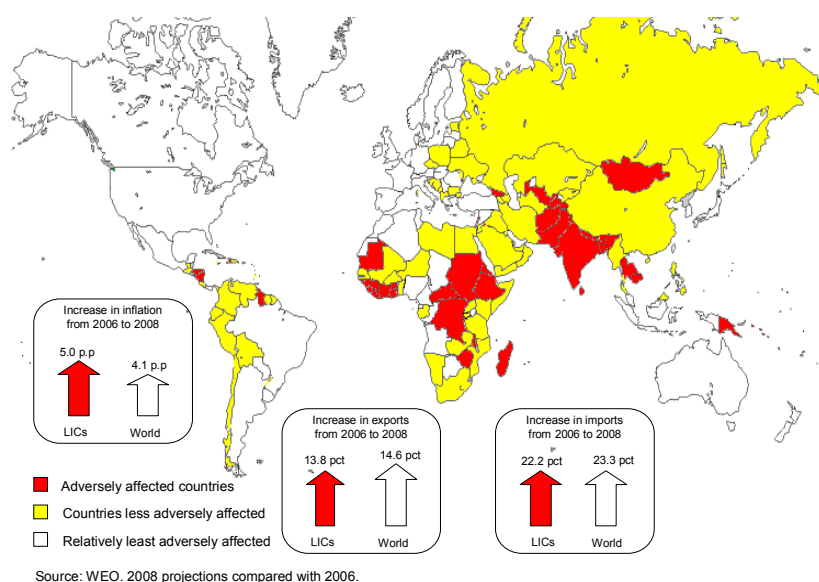 Increase in inflation
from 2006 to 2008
5.0 p.p
4.1 p.p
LICs
World
Increase in exports
from 2006 to 2008
13.8 pct
14.6 pct
LICs
World
Increase in imports
from 2006 to 2008
22.2 pct
23.3 pct
LICs
World
Adversely affected countries
Countries less adversely affected
Relatively least adversely affected
Source: WEO. 2008 projections compared with 2006.